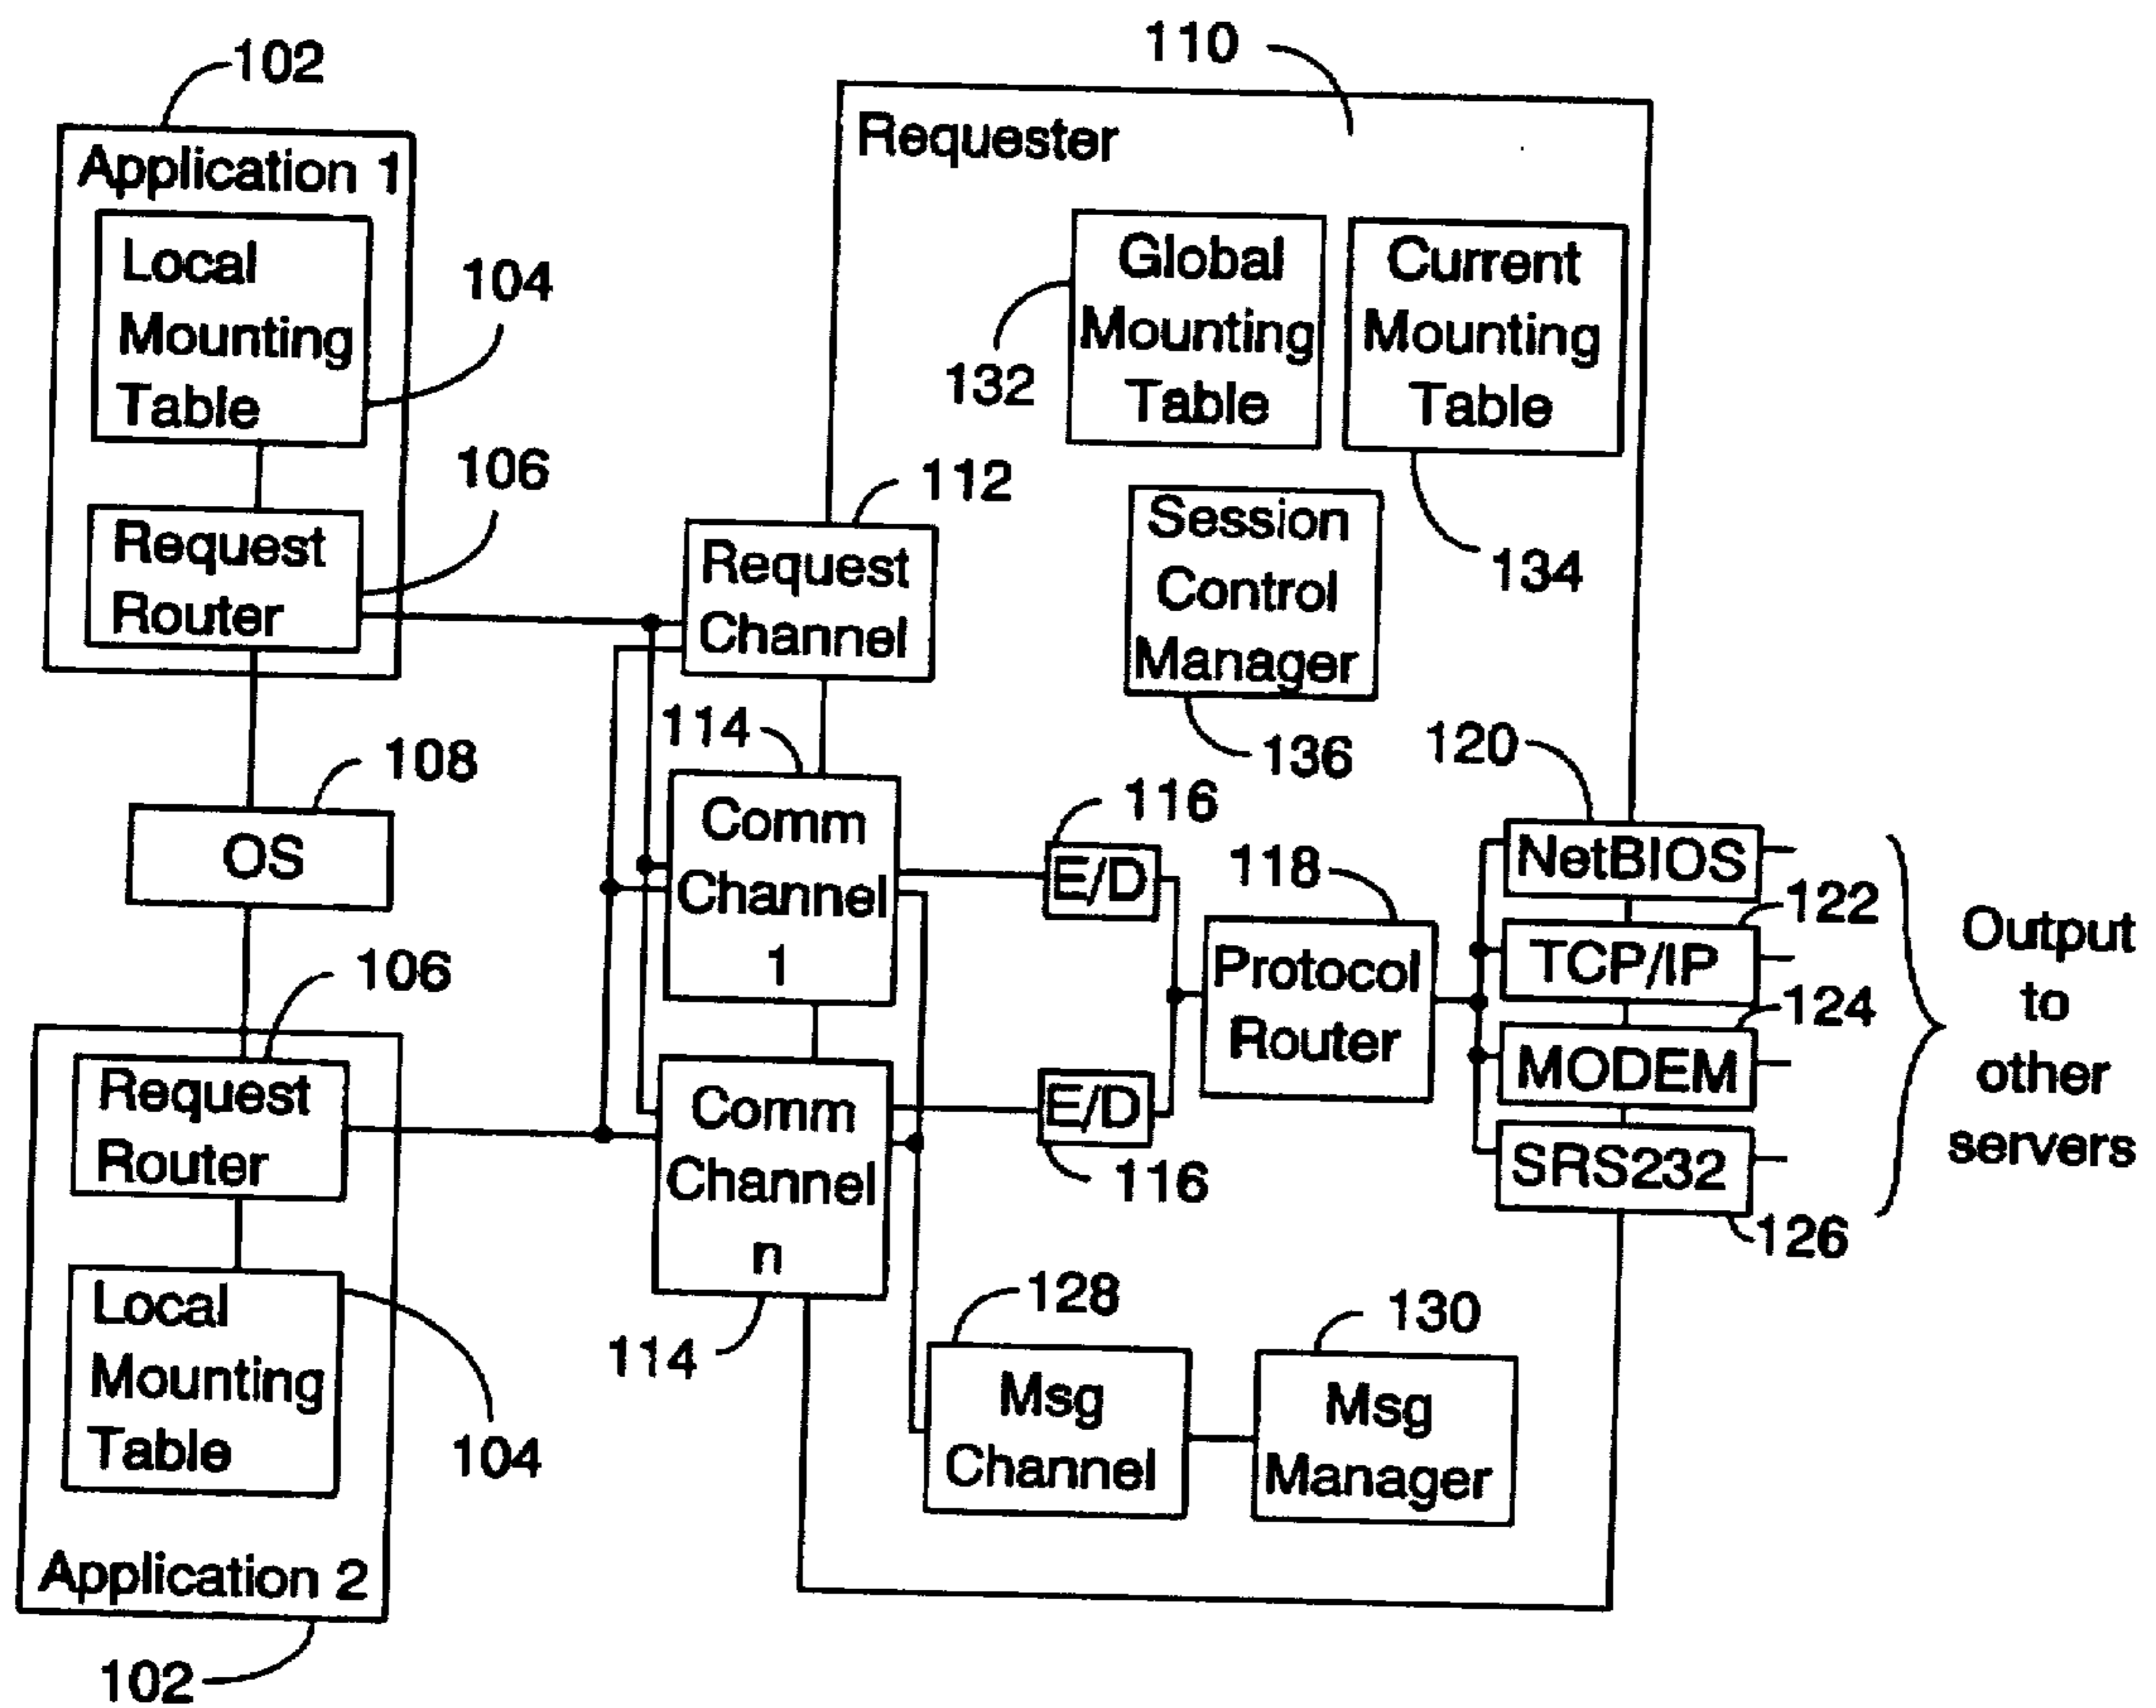 102
Application 1
Local
Mounting
Table
104
Request
Router
106
OS
108
Request
Router
106
Local
Mounting
Table
104
Application 2
102
Requester
110
Global
Mounting
Table
132
Current
Mounting
Table
134
Session
Control
Manager
136
Request
Channel
112
Comm
Channel
1
114
Comm
Channel
n
114
E/D
116
E/D
116
Protocol
Router
118
NetBIOS
120
TCP/IP
122
MODEM
124
SRS232
126
Msg
Channel
128
Msg
Manager
130
Output
to
other
servers